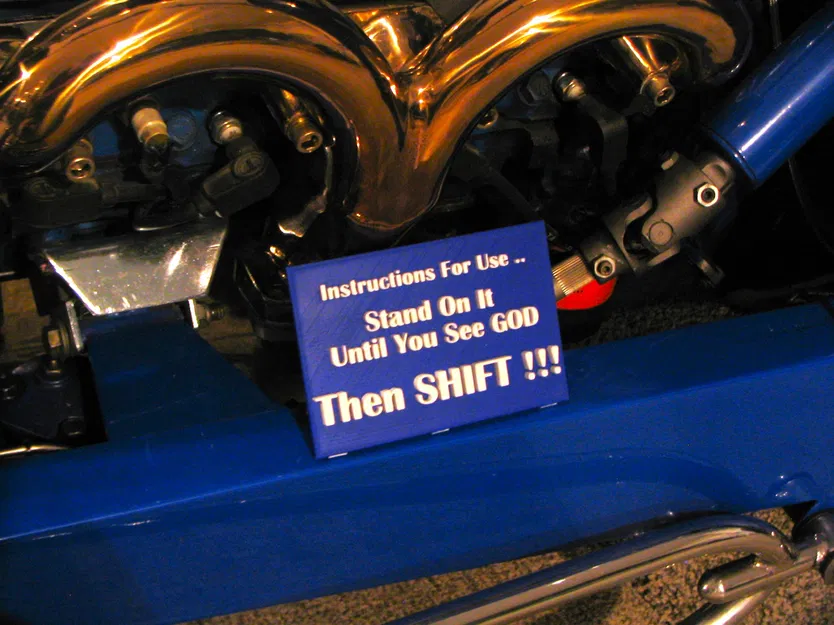 Instructions For Use ..
Stand On It
Until You See GOD
Then SHIFT !!!